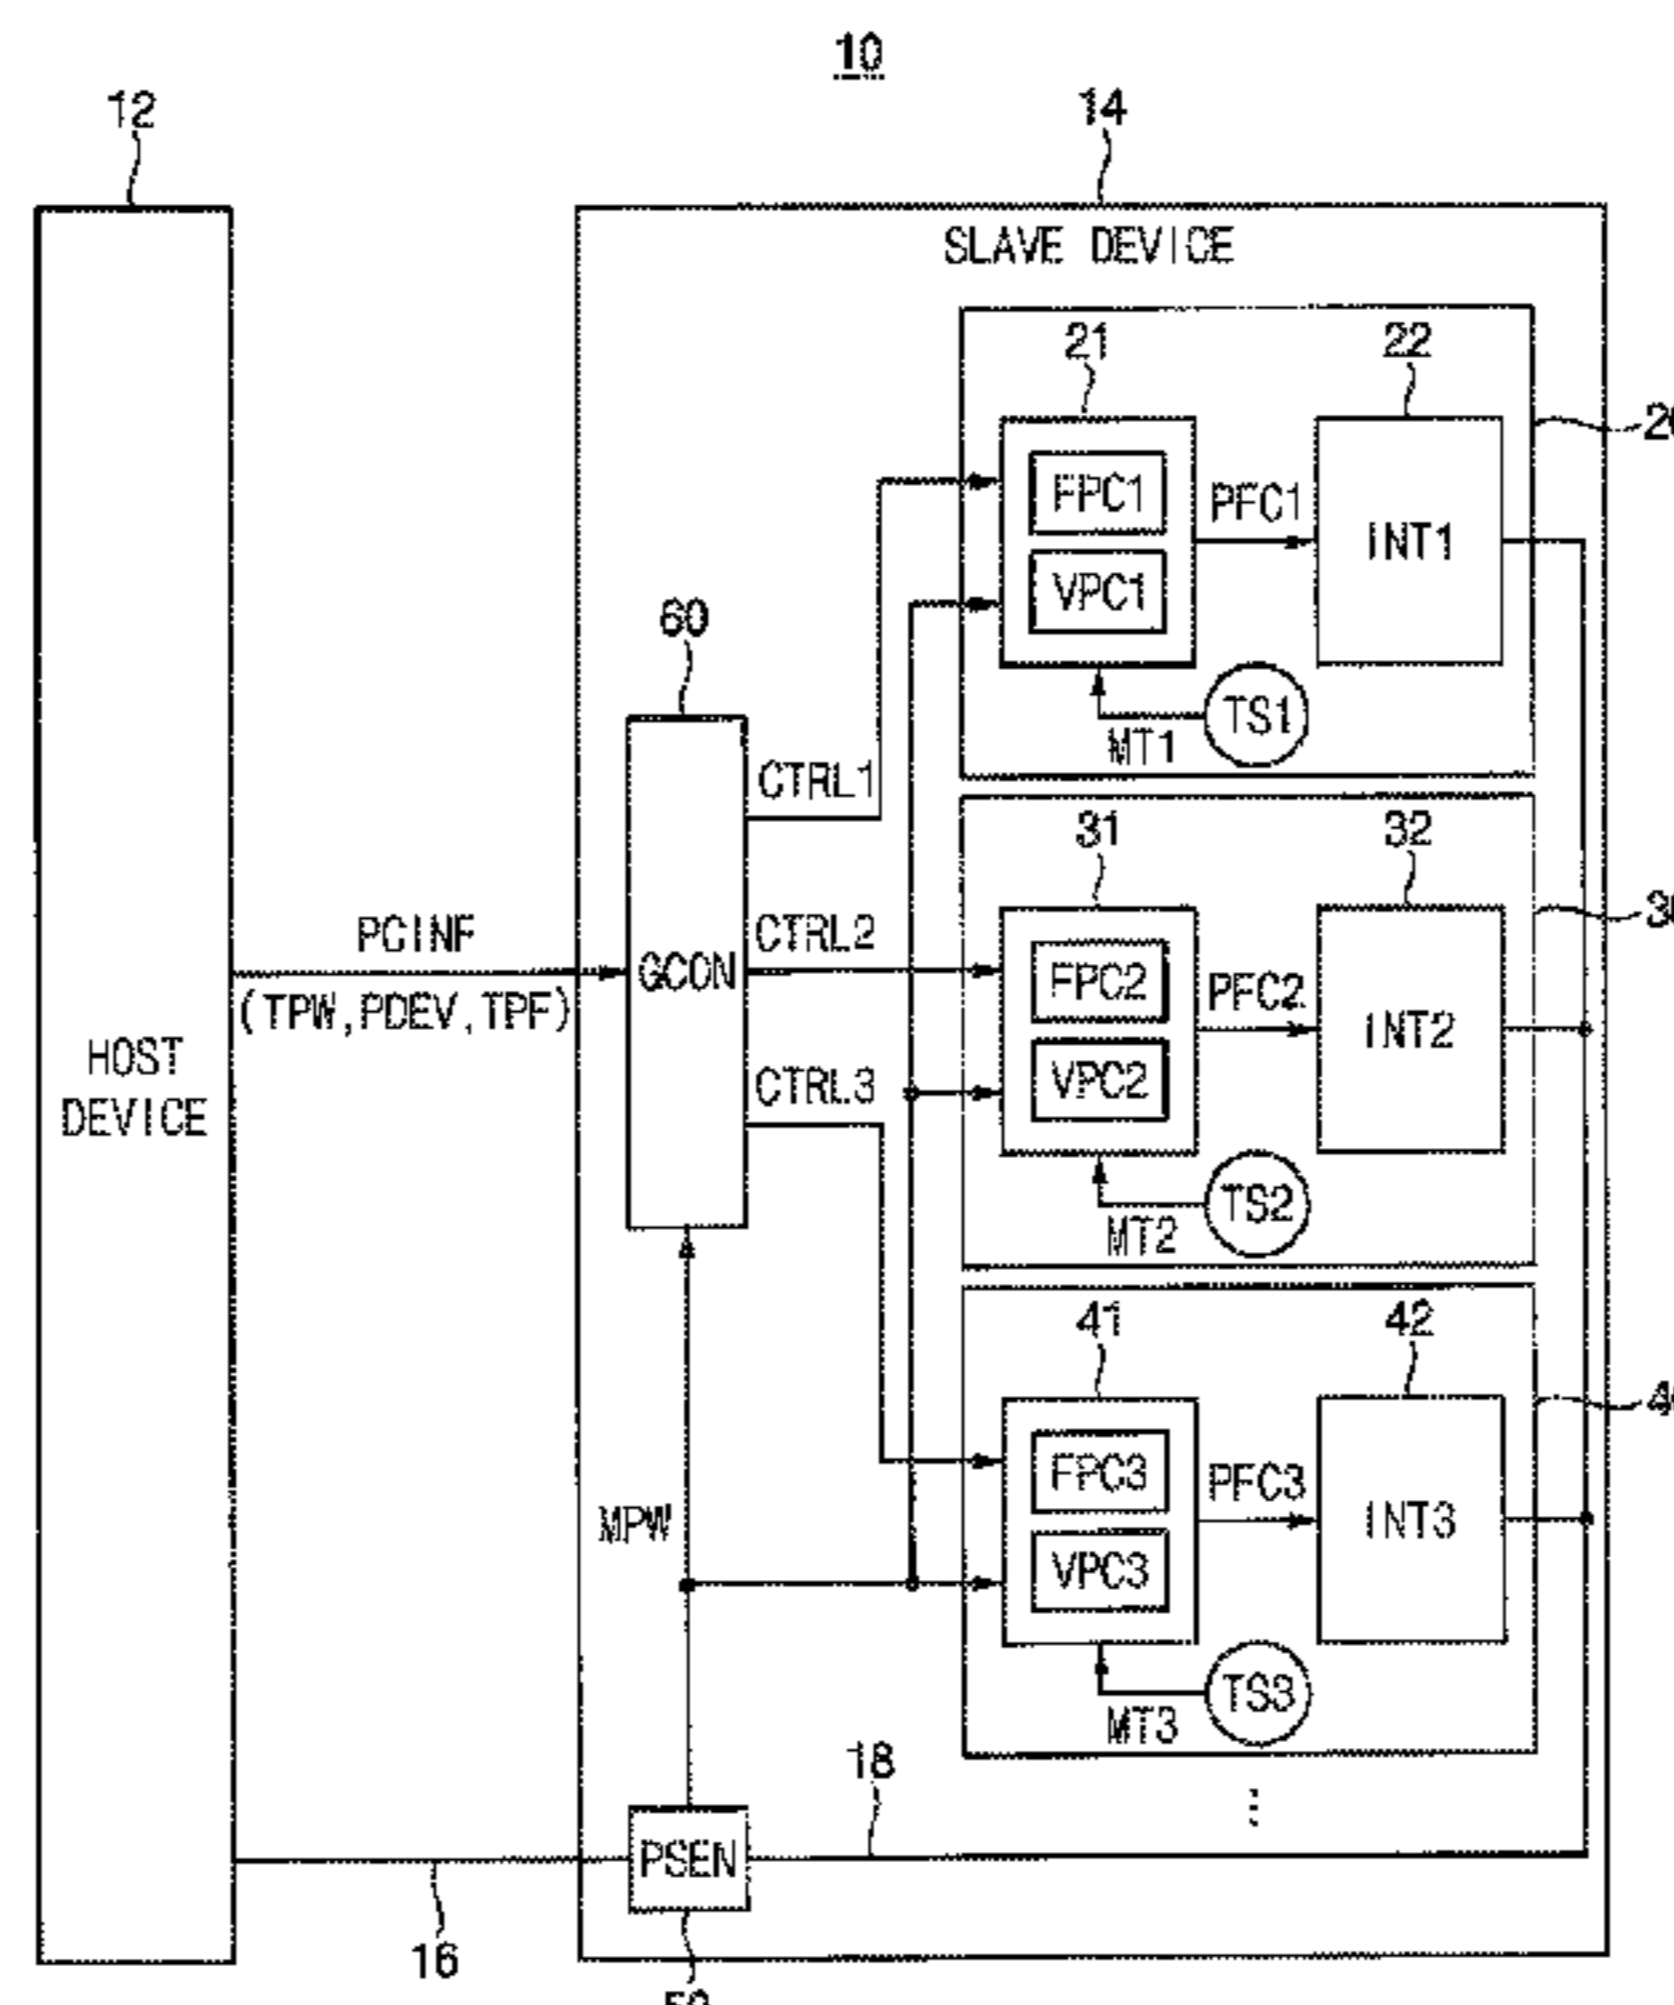 10
12
14
SLAVE DEVICE
21
22
FPC1
PFC1
INT1
VPC1
60
TS1
MT1
CTRL1
31
32
PCINF
CTRL2
GCON
FPC2
PFC2
INT2
(TPW,PDEV,TPF)
HOST
DEVICE
CTRL3
VPC2
TS2
MT2
41
42
FPC3
PFC3
INT3
MPW
VPC3
TS3
MT3
18
PSEN
16